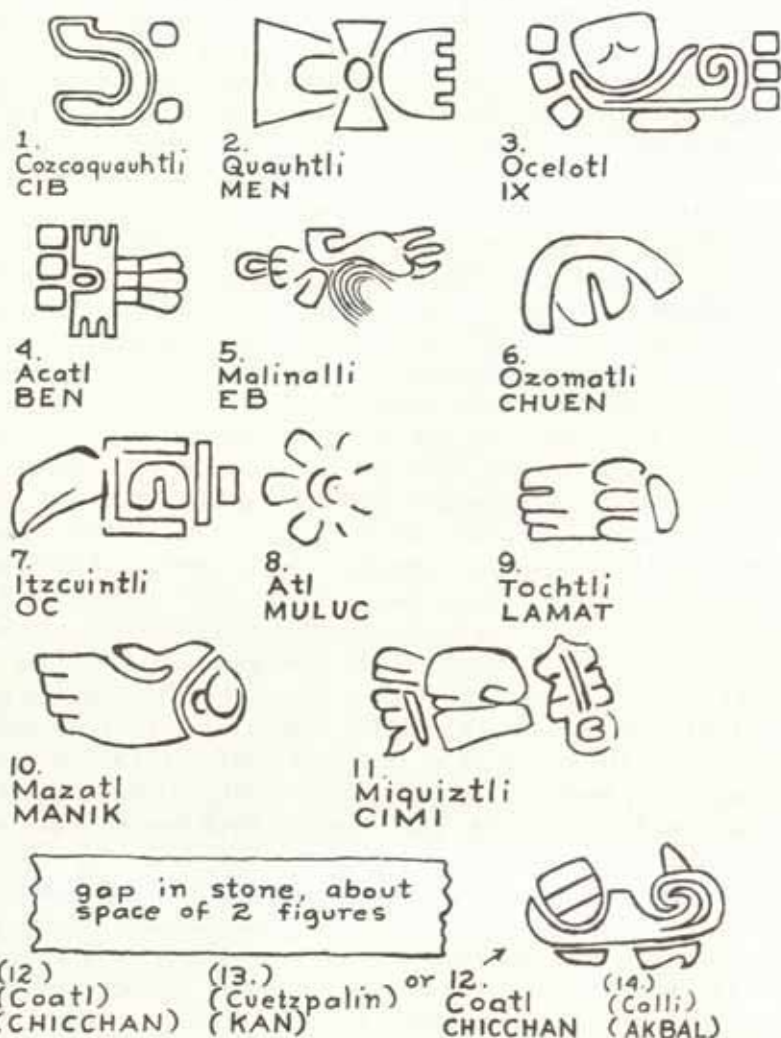 1.
Cozcaquauhtli
CIB
2.
Quauhtli
MEN
3.
Ocelotl
IX
4.
Acatl
BEN
5.
Malinalli
EB
6.
Ozomatli
CHUEN
7.
Itzcuintli
OC
8.
Atl
MULUC
9.
Tochtli
LAMAT
10.
Mazatl
MANIK
11.
Miquiztli
CIMI
gap in stone, about
space of 2 figures
(12)
(Coatl)
(CHICCHAN)
(13.)
(Cuetzpalin)
(KAN)
or 12.
Coatl
CHICCHAN
(14.)
(Calli)
(AKBAL)